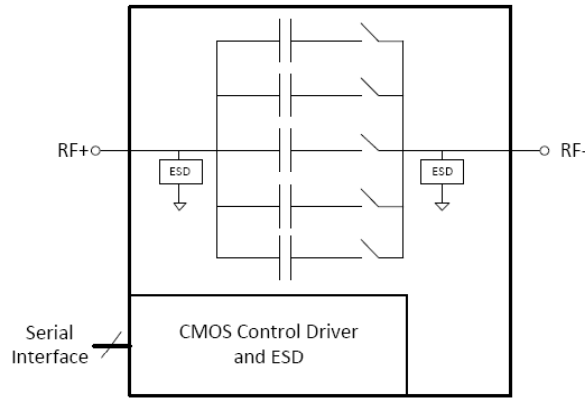 RF+
ESD
ESD
RF-
Serial
Interface
CMOS Control Driver
and ESD